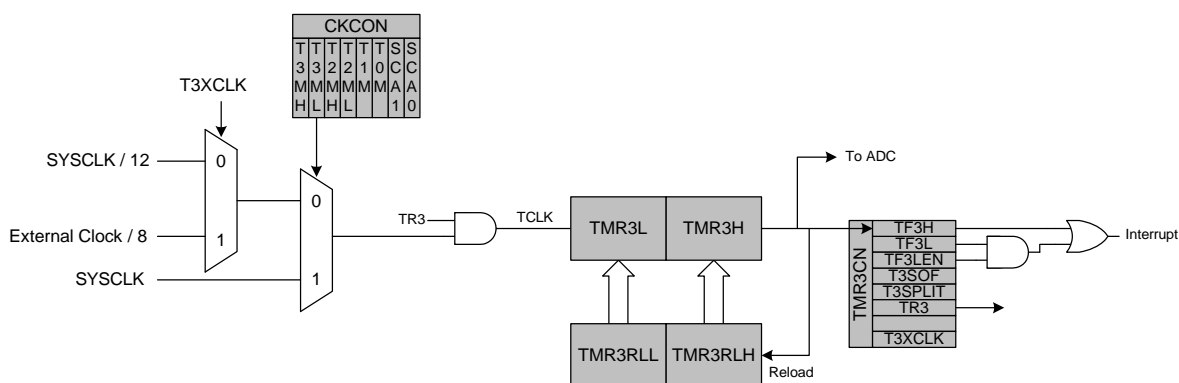 CKCON
T3MH
T3ML
T2MH
T2ML
T1M
T0M
SCA1
SCA0
T3XCLK
SYSCLK / 12
0
External Clock / 8
1
SYSCLK
0
1
TR3
TCLK
TMR3L
TMR3H
To ADC
TMR3RLL
TMR3RLH
Reload
TMR3CN
TF3H
TF3L
TF3LEN
T3SOF
T3SPLIT
TR3
T3XCLK
Interrupt